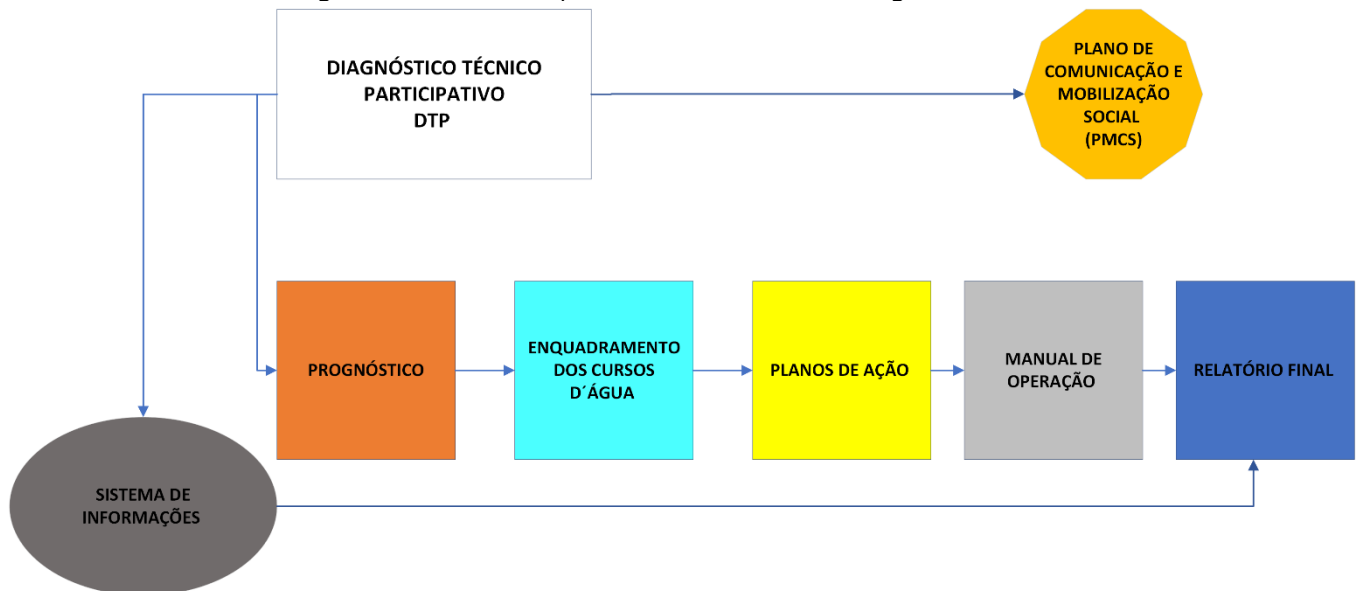 DIAGNÓSTICO TÉCNICO
PARTICIPATIVO
DTP
PLANO DE
COMUNICAÇÃO E
MOBILIZAÇÃO
SOCIAL
(PMCS)
PROGNÓSTICO
ENQUADRAMENTO
DOS CURSOS
D´ÁGUA
PLANOS DE AÇÃO
MANUAL DE
OPERAÇÃO
RELATÓRIO FINAL
SISTEMA DE
INFORMAÇÕES